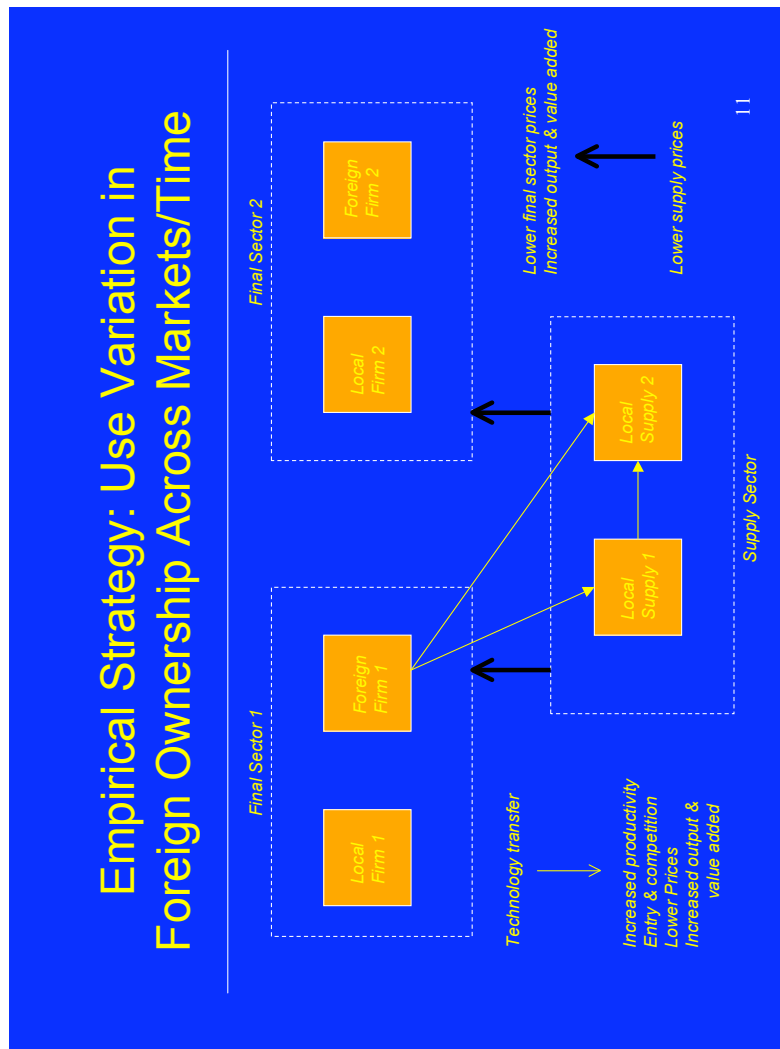 Empirical Strategy: Use Variation in
Foreign Ownership Across Markets/Time
Final Sector 1
Local
Firm 1
Foreign
Firm 1
Final Sector 2
Local
Firm 2
Foreign
Firm 2
Technology transfer
Increased productivity
Entry & competition
Lower Prices
Increased output &
value added
Local
Supply 1
Local
Supply 2
Supply Sector
Lower final sector prices
Increased output & value added
Lower supply prices
11